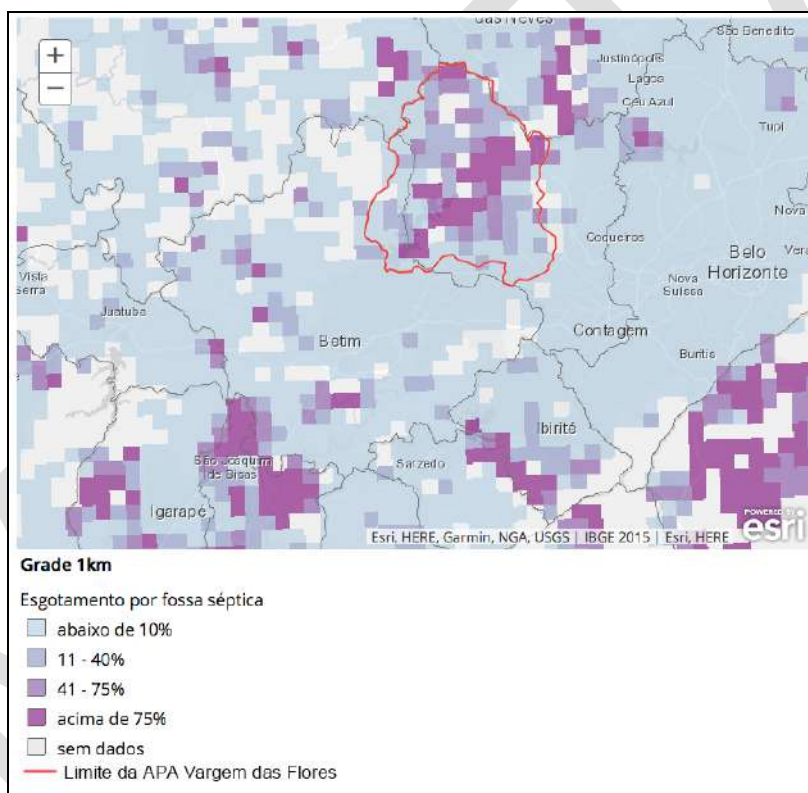 das Neves
São Benedito
+
−
Justinópolis
Lagoa
Céu Azul
Tupi
Nova
Coqueiros
Belo
Horizonte
Vera
Vista
Serra
Nova
Suissa
Juatuba
Contagem
Betim
Buritis
Ibirité
São Joaquim
de Bicas
Sarzedo
Igarapé
POWERED BY
esri
Esri, HERE, Garmin, NGA, USGS | IBGE 2015 | Esri, HERE
Grade 1km
Esgotamento por fossa séptica
abaixo de 10%
11 - 40%
41 - 75%
acima de 75%
sem dados
Limite da APA Vargem das Flores